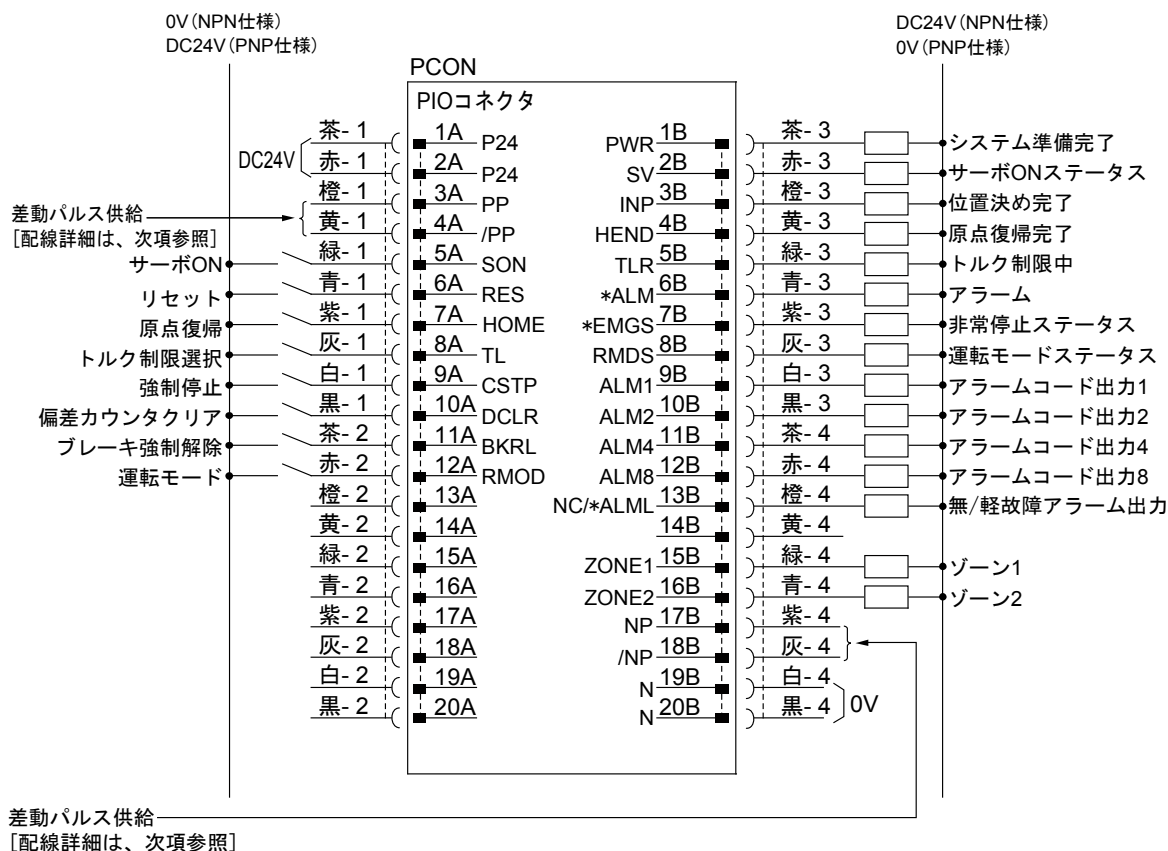 0V(NPN仕様)
DC24V(PNP仕様)
DC24V(NPN仕様)
0V(PNP仕様)
PCON
PIOコネクタ
茶- 1 1A P24 PWR 1B 茶- 3 システム準備完了
DC24V 赤- 1 2A P24 SV 2B 赤- 3 サーボONステータス
橙- 1 3A PP INP 3B 橙- 3 位置決め完了
差動パルス供給
[配線詳細は、次項参照]
黄- 1 4A /PP HEND 4B 黄- 3 原点復帰完了
サーボON 緑- 1 5A SON TLR 5B 緑- 3 トルク制限中
リセット 青- 1 6A RES *ALM 6B 青- 3 アラーム
原点復帰 紫- 1 7A HOME *EMGS 7B 紫- 3 非常停止ステータス
トルク制限選択 灰- 1 8A TL RMDS 8B 灰- 3 運転モードステータス
強制停止 白- 1 9A CSTP ALM1 9B 白- 3 アラームコード出力1
偏差カウンタクリア 黒- 1 10A DCLR ALM2 10B 黒- 3 アラームコード出力2
ブレーキ強制解除 茶- 2 11A BKRL ALM4 11B 茶- 4 アラームコード出力4
運転モード 赤- 2 12A RMOD ALM8 12B 赤- 4 アラームコード出力8
橙- 2 13A NC/*ALML 13B 橙- 4 無/軽故障アラーム出力
黄- 2 14A 14B 黄- 4
緑- 2 15A ZONE1 15B 緑- 4 ゾーン1
青- 2 16A ZONE2 16B 青- 4 ゾーン2
紫- 2 17A NP 17B 紫- 4
灰- 2 18A /NP 18B 灰- 4
白- 2 19A N 19B 白- 4
黒- 2 20A N 20B 黒- 4 0V
差動パルス供給
[配線詳細は、次項参照]